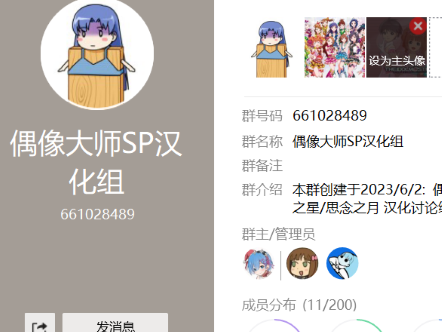 偶像大师SP汉
化组
661028489
发消息
设为主头像
群号码 661028489
群名称 偶像大师SP汉化组
群备注
群介绍 本群创建于2023/6/2: 偶
之星/思念之月 汉化讨论
群主/管理员
成员分布 (11/200)